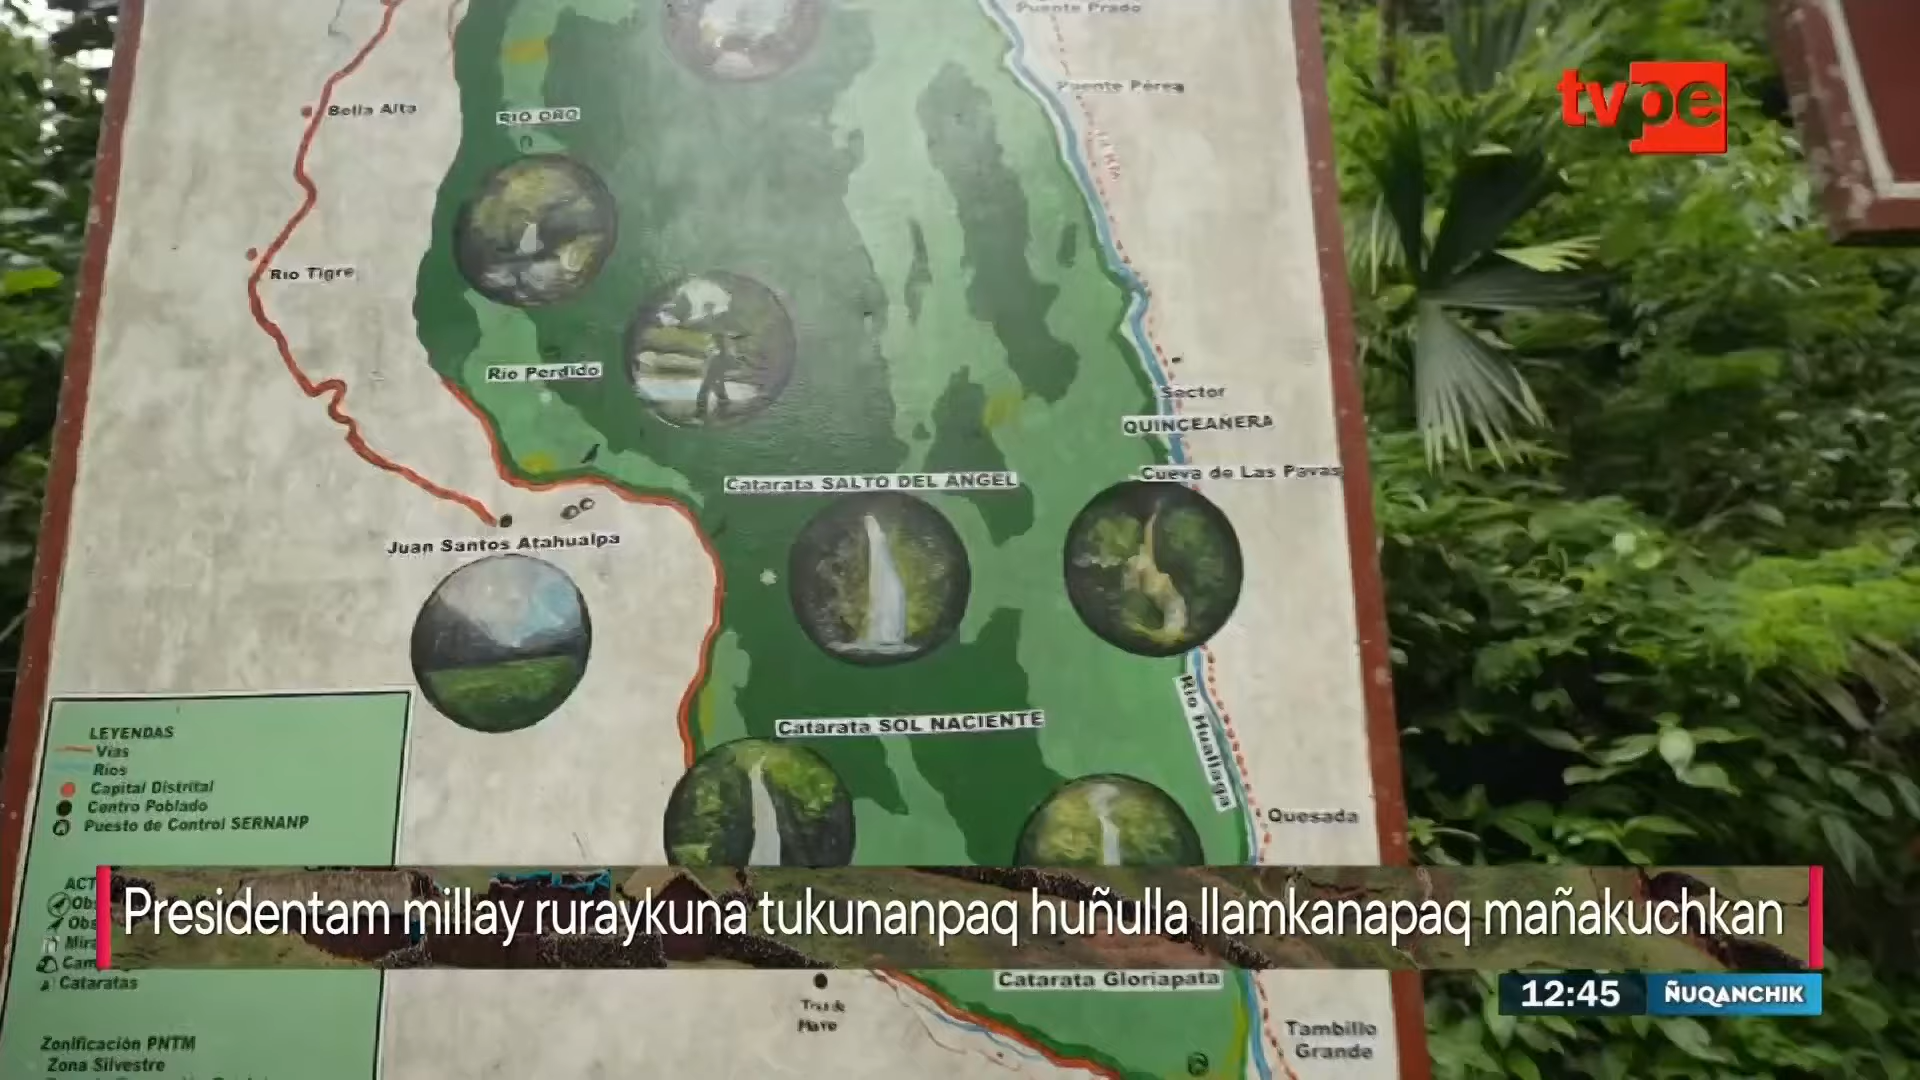 Puente Prado
tvpe
Puente Pérez
Bella Alta
RIO ORO
Rio Tigre
Rio Perdido
Sector
QUINCEAÑERA
Cueva de Las Pavas
Catarata SALTO DEL ANGEL
Juan Santos Atahualpa
Rio Huallaga
Catarata SOL NACIENTE
LEYENDAS
Vías
Ríos
Capital Distrital
Centro Poblado
Puesto de Control SERNANP
Quesada
Presidentam millay ruraykuna tukunanpaq huñulla llamkanapaq mañakuchkan
Cataratas
Catarata Gloriapata
12:45 ÑUQANCHIK
Tambillo
Grande
Zonificación PNTM
Zona Silvestre